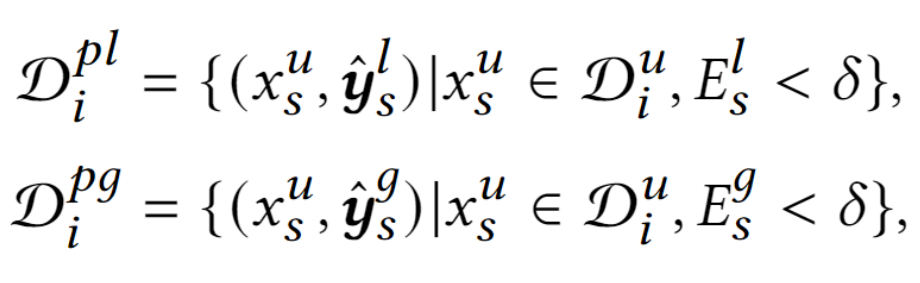 𝒟_i^{pl} = {(x_s^u, ŷ_s^l)|x_s^u ∈ 𝒟_i^u, E_s^l < δ},
𝒟_i^{pg} = {(x_s^u, ŷ_s^g)|x_s^u ∈ 𝒟_i^u, E_s^g < δ},